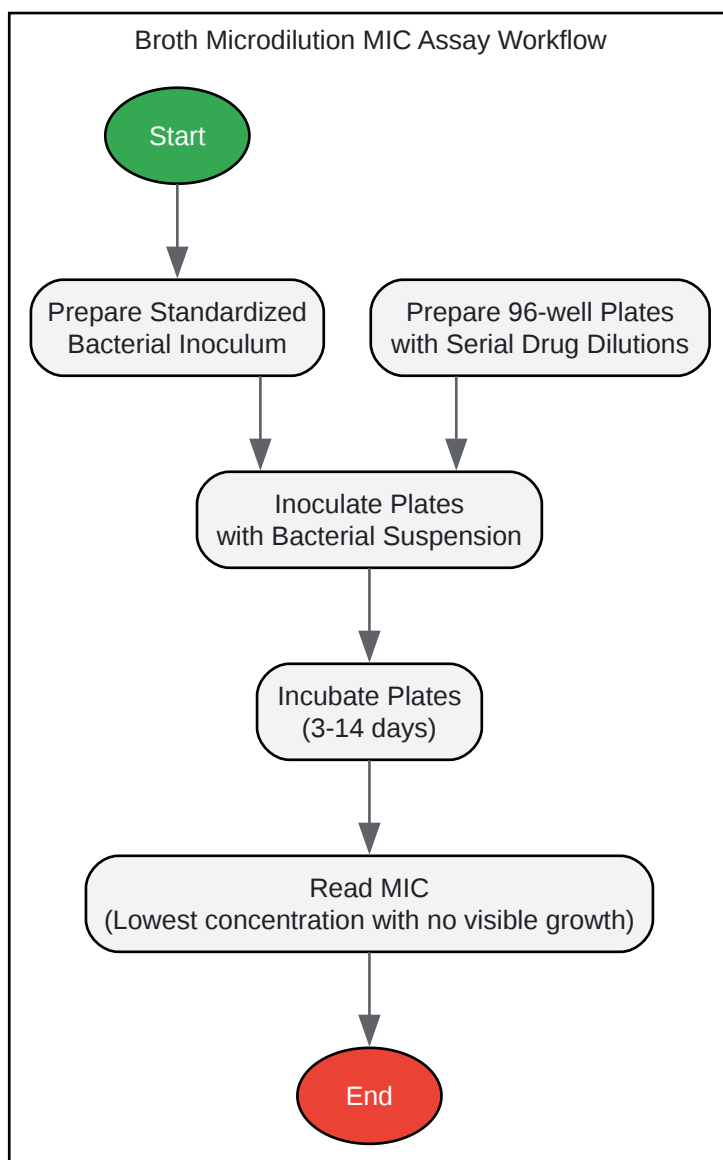 Broth Microdilution MIC Assay Workflow
Start
Prepare Standardized
Bacterial Inoculum
Prepare 96-well Plates
with Serial Drug Dilutions
Inoculate Plates
with Bacterial Suspension
Incubate Plates
(3-14 days)
Read MIC
(Lowest concentration with no visible growth)
End